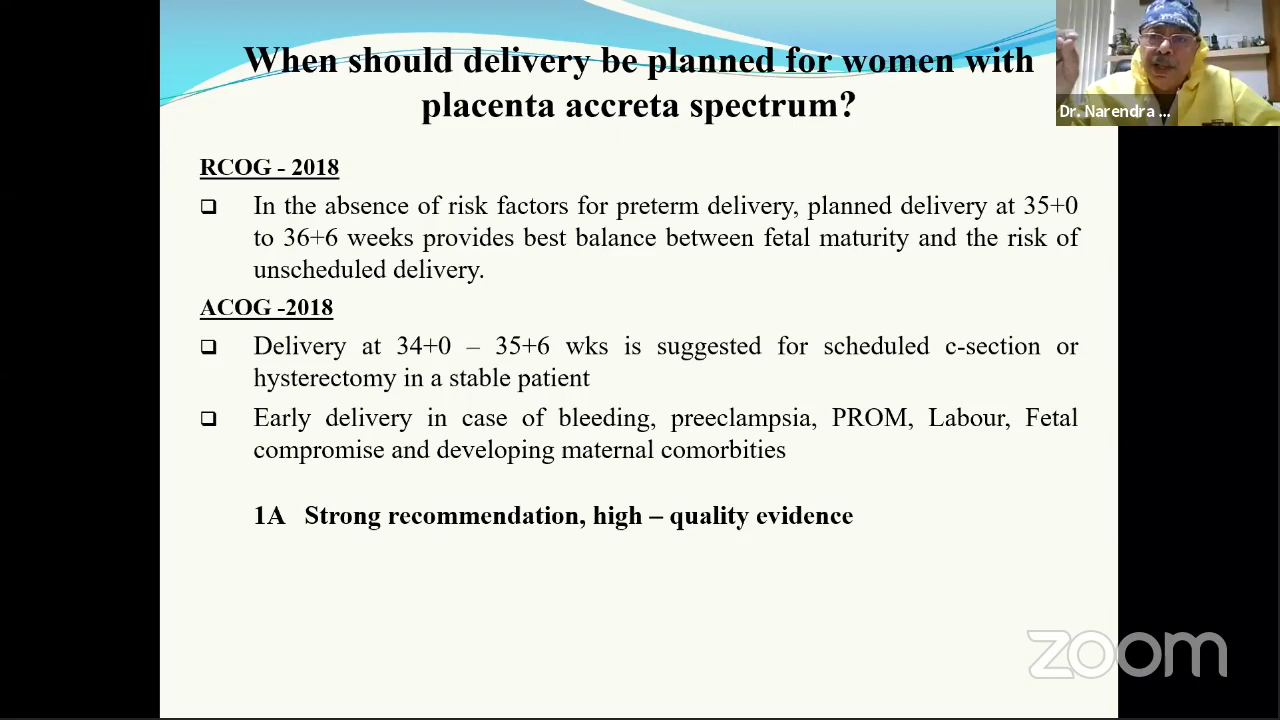 When should delivery be planned for women with
placenta accreta spectrum?
Dr. Narendra ...
RCOG - 2018
In the absence of risk factors for preterm delivery, planned delivery at 35+0
to 36+6 weeks provides best balance between fetal maturity and the risk of
unscheduled delivery.
ACOG -2018
Delivery at 34+0 – 35+6 wks is suggested for scheduled c-section or
hysterectomy in a stable patient
Early delivery in case of bleeding, preeclampsia, PROM, Labour, Fetal
compromise and developing maternal comorbities
1A Strong recommendation, high – quality evidence
zoom